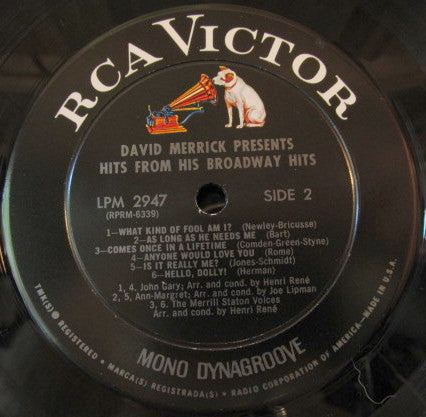 RCA VICTOR
DAVID MERRICK PRESENTS
HITS FROM HIS BROADWAY HITS
LPM 2947
(RPRM-6339)
SIDE 2
1—WHAT KIND OF FOOL AM I? (Newley-Bricusse)
2—AS LONG AS HE NEEDS ME (Bart)
3—COMES ONCE IN A LIFETIME (Comden-Green-Styne)
4—ANYONE WOULD LOVE YOU (Rome)
5—IS IT REALLY ME? (Jones-Schmidt)
6—HELLO, DOLLY! (Herman)
1, 4, John Gary; Arr. and cond. by Henri René
2, 5, Ann-Margret; Arr. and cond. by Joe Lipman
3, 6, The Merrill Staton Voices
Arr. and cond. by Henri René
MONO DYNAGROOVE
TMK(S) ® REGISTERED • MARCA(S) REGISTRADA(S) • RADIO CORPORATION OF AMERICA—MADE IN U.S.A.